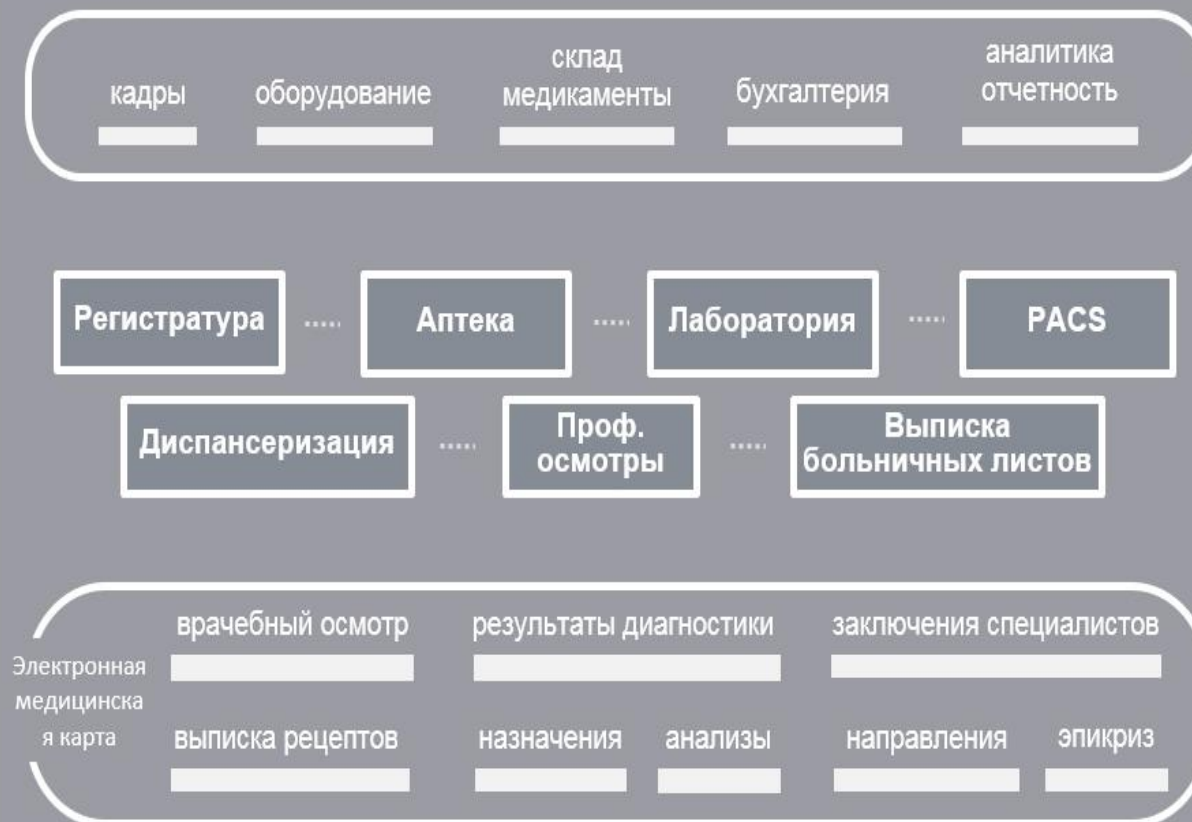 кадры
оборудование
склад
медикаменты
бухгалтерия
аналитика
отчетность
Регистратура
Аптека
Лаборатория
PACS
Диспансеризация
Проф.
осмотры
Выписка
больничных листов
Электронная
медицинска
я карта
врачебный осмотр
результаты диагностики
заключения специалистов
выписка рецептов
назначения
анализы
направления
эпикриз